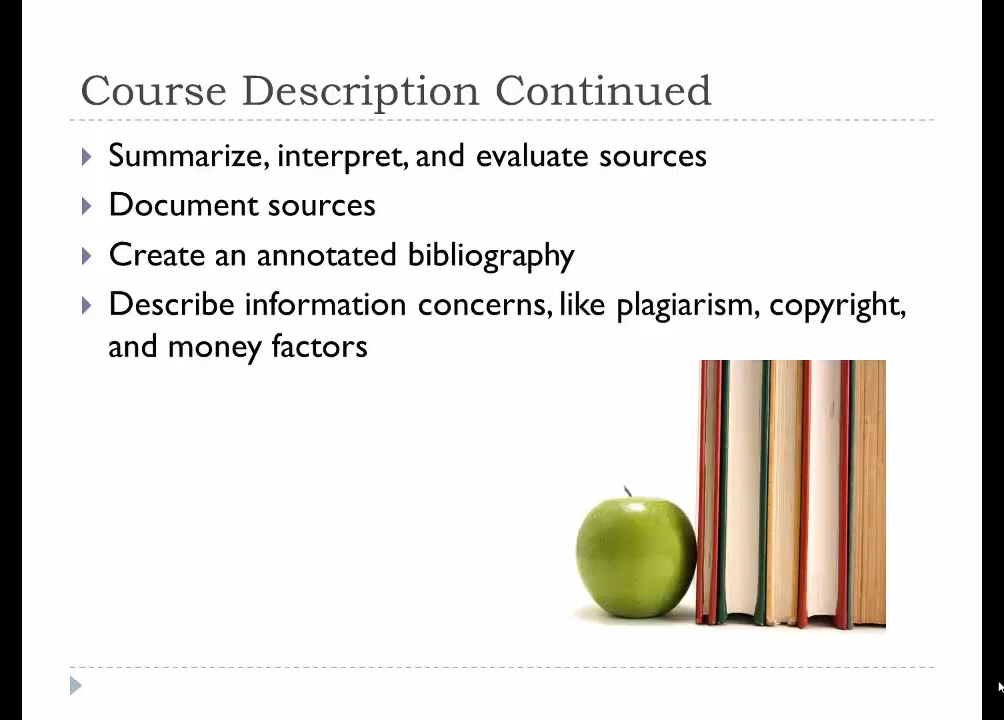 Course Description Continued
Summarize, interpret, and evaluate sources
Document sources
Create an annotated bibliography
Describe information concerns, like plagiarism, copyright,
and money factors